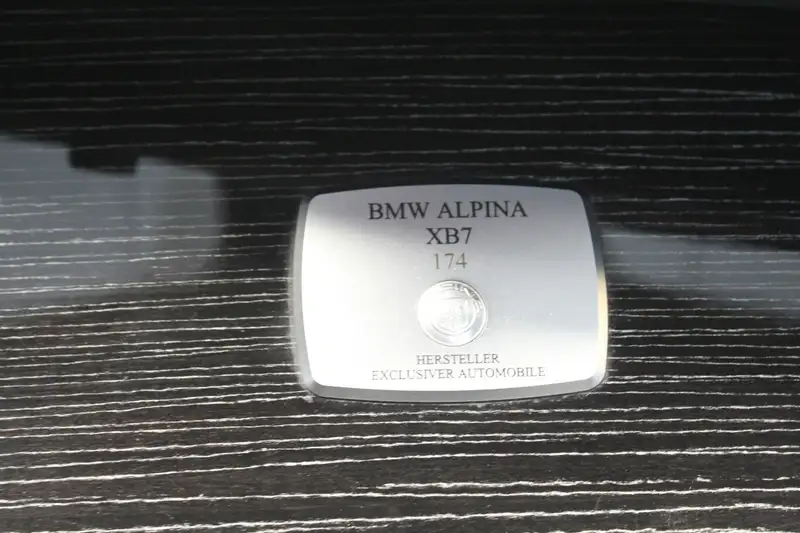 BMW ALPINA
XB7
174
HERSTELLER
EXCLUSIVER AUTOMOBILE